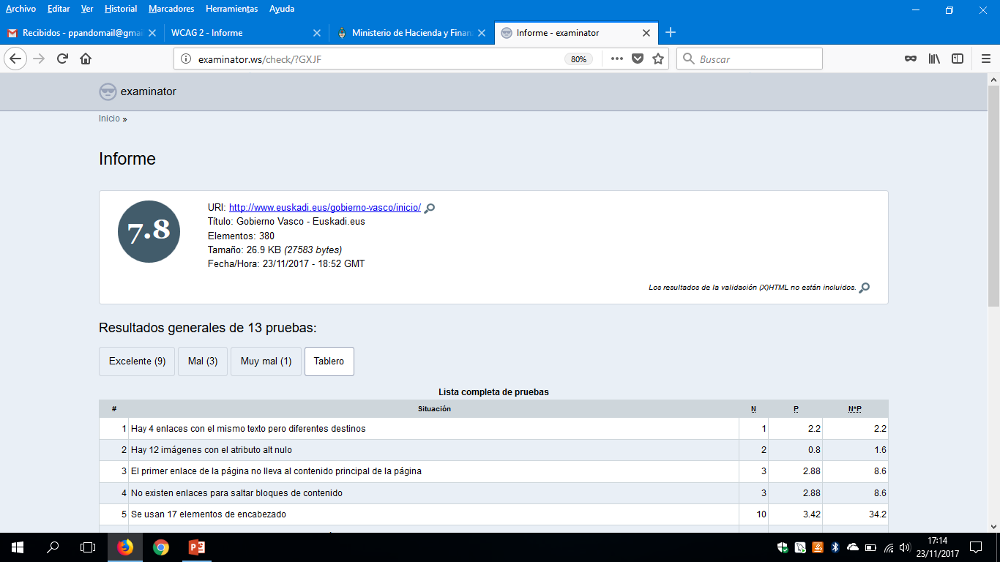 Archivo Editar Ver Historial Marcadores Herramientas Ayuda
Recibidos - ppandomail@gmai WCAG 2 - Informe Ministerio de Hacienda y Finan Informe - examinator
examinator.ws/check/?GXJF 80% Buscar
examinator
Inicio »
Informe
7.8
URI: http://www.euskadi.eus/gobierno-vasco/inicio/
Título: Gobierno Vasco - Euskadi.eus
Elementos: 380
Tamaño: 26.9 KB (27583 bytes)
Fecha/Hora: 23/11/2017 - 18:52 GMT
Los resultados de la validación (X)HTML no están incluidos.
Resultados generales de 13 pruebas:
Excelente (9) Mal (3) Muy mal (1) Tablero
Lista completa de pruebas
# Situación N P N*P
1 Hay 4 enlaces con el mismo texto pero diferentes destinos 1 2.2 2.2
2 Hay 12 imágenes con el atributo alt nulo 2 0.8 1.6
3 El primer enlace de la página no lleva al contenido principal de la página 3 2.88 8.6
4 No existen enlaces para saltar bloques de contenido 3 2.88 8.6
5 Se usan 17 elementos de encabezado 10 3.42 34.2
17:14
23/11/2017